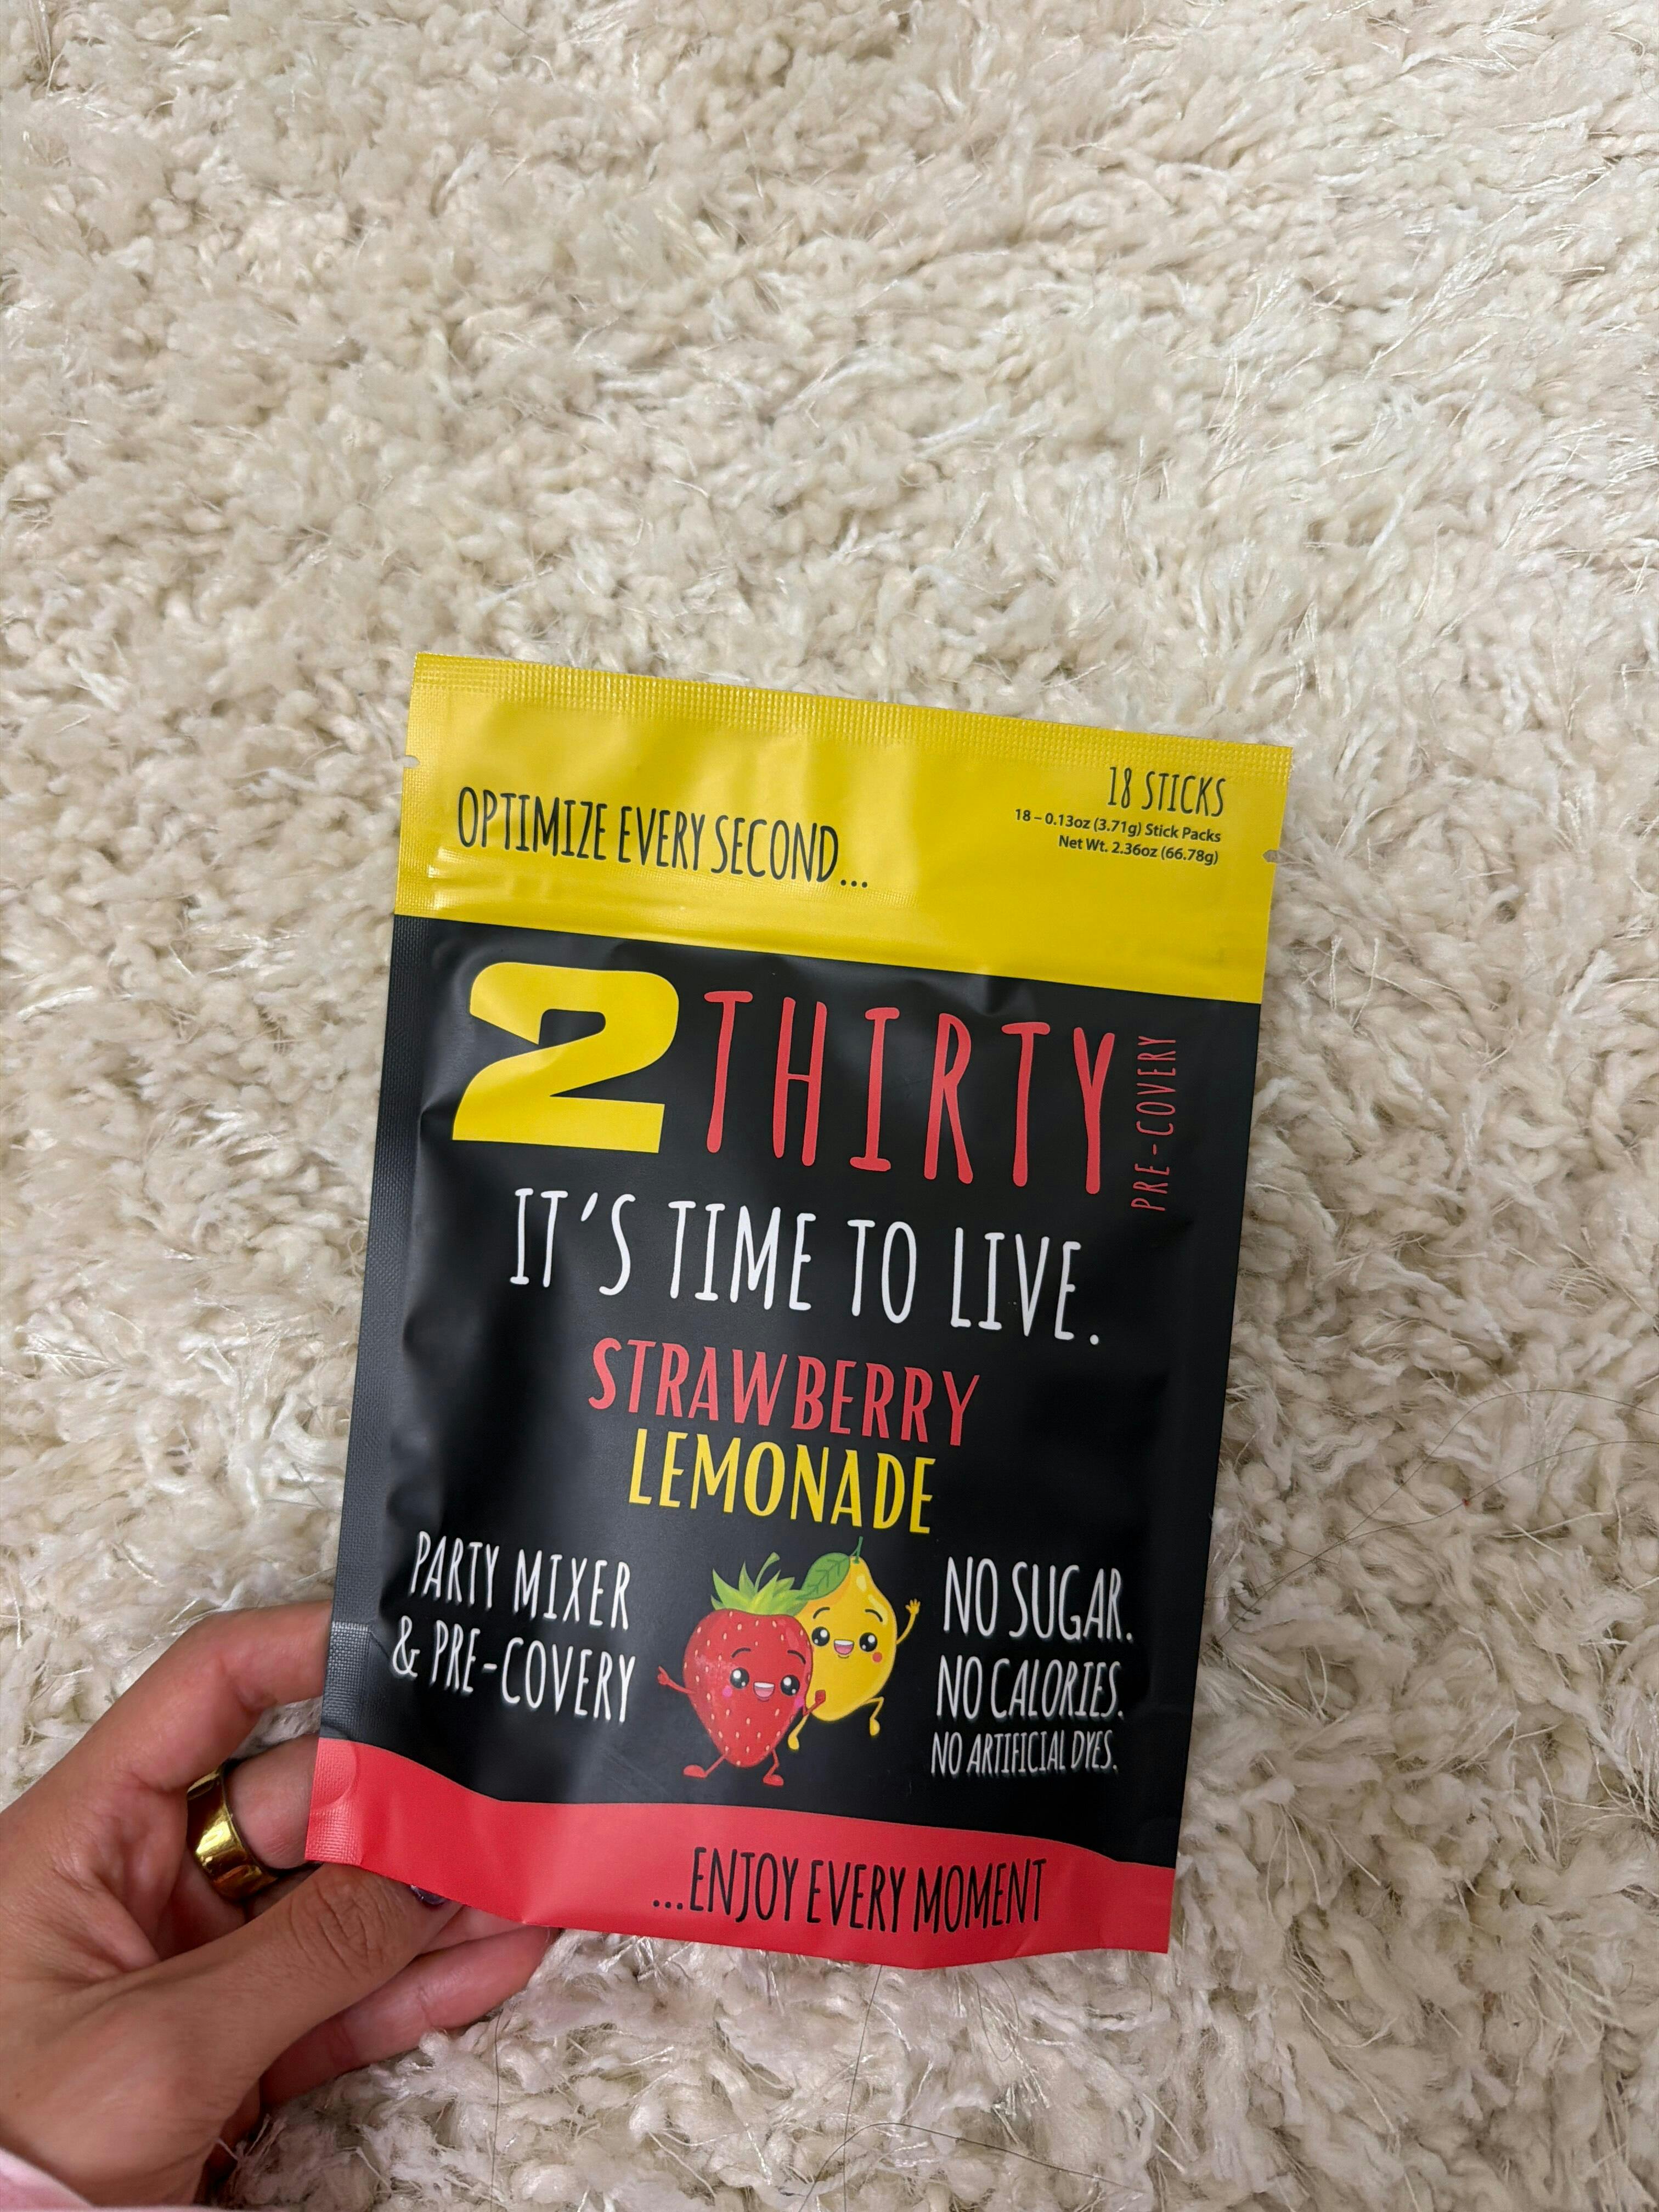 OPTIMIZE EVERY SECOND...
18 STICKS
18 – 0.13oz (3.71g) Stick Packs
Net Wt. 2.36oz (66.78g)
2 THIRTY
PRE-COVERY
IT'S TIME TO LIVE.
STRAWBERRY
LEMONADE
PARTY MIXER
& PRE-COVERY
NO SUGAR.
NO CALORIES.
NO ARTIFICIAL DYES.
...ENJOY EVERY MOMENT